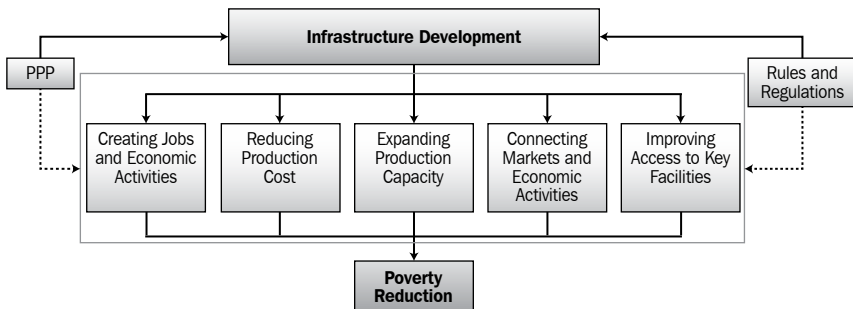 Infrastructure Development
PPP
Rules and
Regulations
Creating Jobs
and Economic
Activities
Reducing
Production
Cost
Expanding
Production
Capacity
Connecting
Markets and
Economic
Activities
Improving
Access to Key
Facilities
Poverty
Reduction